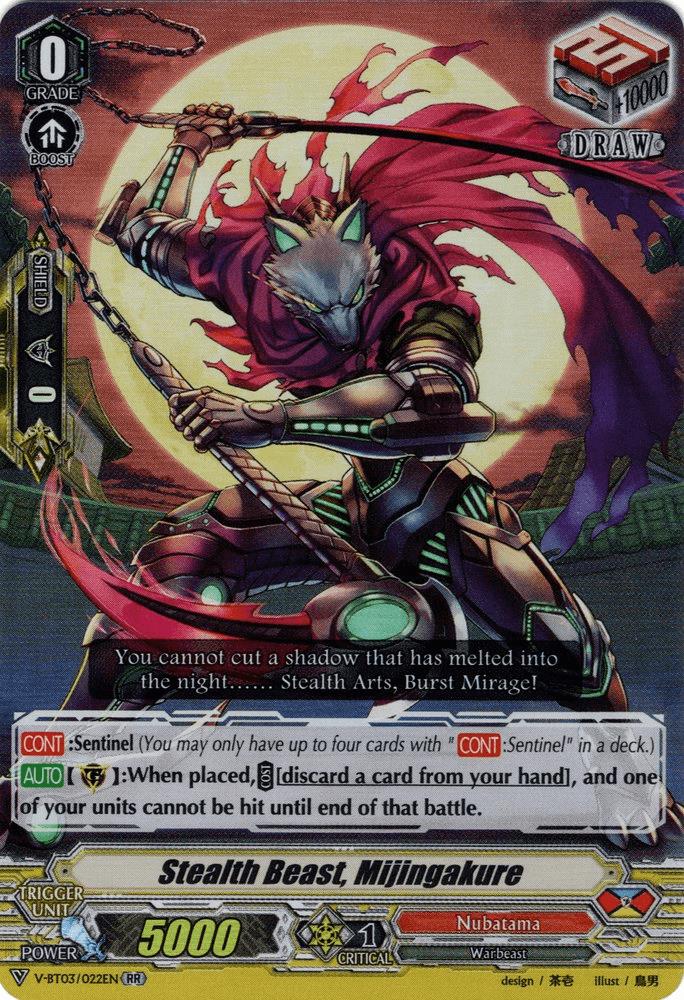 0
GRADE
BOOST
+10000
DRAW
SHIELD
0
You cannot cut a shadow that has melted into
the night...... Stealth Arts, Burst Mirage!
CONT:Sentinel (You may only have up to four cards with "CONT:Sentinel" in a deck.)
AUTO[ G ]:When placed, COST[discard a card from your hand], and one
of your units cannot be hit until end of that battle.
Stealth Beast, Mijingakure
TRIGGER
UNIT
POWER 5000
1
CRITICAL
Nubatama
Warbeast
V-BT03/022EN RR
design / 茶壱 illust / 鳥男